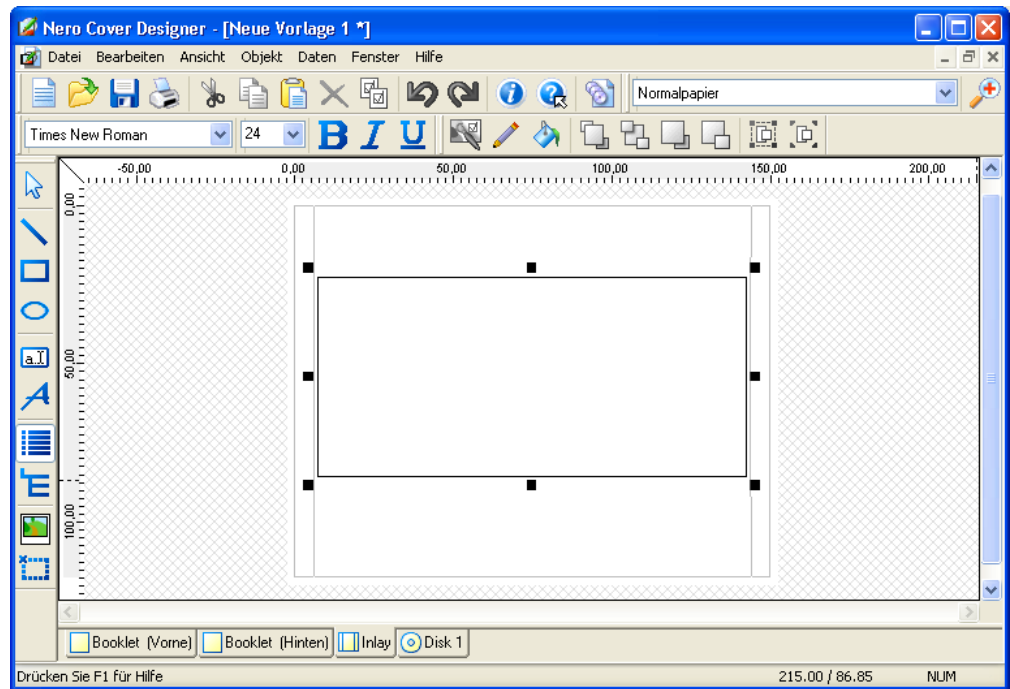 Nero Cover Designer - [Neue Vorlage 1 *]
Datei Bearbeiten Ansicht Objekt Daten Fenster Hilfe
Normalpapier
Times New Roman 24 B I U
-50,00 0,00 50,00 100,00 150,00 200,00
0,00
50,00
a.I
A
E
100,00
Booklet (Vorne) Booklet (Hinten) Inlay Disk 1
Drücken Sie F1 für Hilfe 215.00 / 86.85 NUM